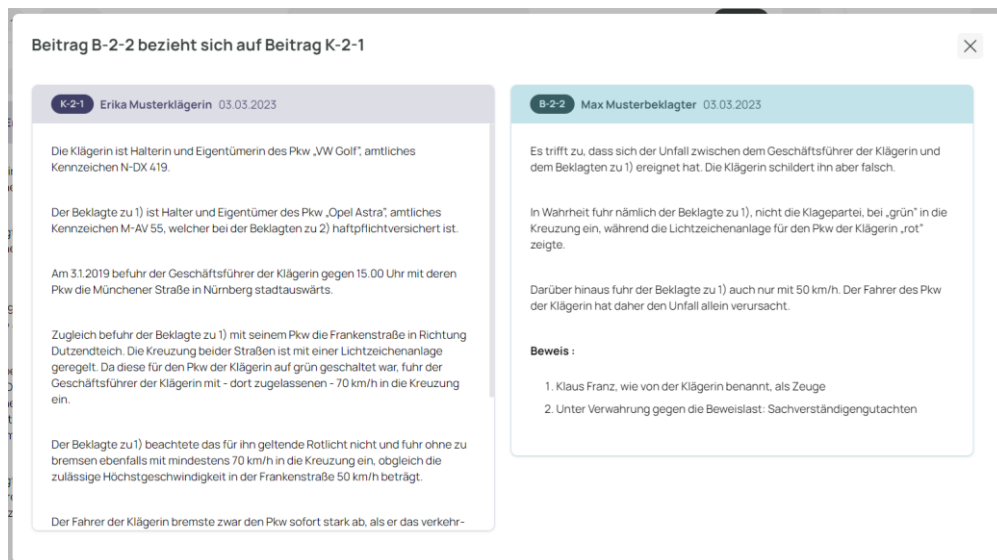 Beitrag B-2-2 bezieht sich auf Beitrag K-2-1
K-2-1 Erika Musterklägerin 03.03.2023
Die Klägerin ist Halterin und Eigentümerin des Pkw „VW Golf“, amtliches
Kennzeichen N-DX 419.
Der Beklagte zu 1) ist Halter und Eigentümer des Pkw „Opel Astra“, amtliches
Kennzeichen M-AV 55, welcher bei der Beklagten zu 2) haftpflichtversichert ist.
Am 3.1.2019 befuhr der Geschäftsführer der Klägerin gegen 15.00 Uhr mit deren
Pkw die Münchener Straße in Nürnberg stadtauswärts.
Zugleich befuhr der Beklagte zu 1) mit seinem Pkw die Frankenstraße in Richtung
Dutzendteich. Die Kreuzung beider Straßen ist mit einer Lichtzeichenanlage
geregelt. Da diese für den Pkw der Klägerin auf grün geschaltet war, fuhr der
Geschäftsführer der Klägerin mit - dort zugelassenen - 70 km/h in die Kreuzung
ein.
Der Beklagte zu 1) beachtete das für ihn geltende Rotlicht nicht und fuhr ohne zu
bremsen ebenfalls mit mindestens 70 km/h in die Kreuzung ein, obgleich die
zulässige Höchstgeschwindigkeit in der Frankenstraße 50 km/h beträgt.
Der Fahrer der Klägerin bremste zwar den Pkw sofort stark ab, als er das verkehr-
B-2-2 Max Musterbeklagter 03.03.2023
Es trifft zu, dass sich der Unfall zwischen dem Geschäftsführer der Klägerin und
dem Beklagten zu 1) ereignet hat. Die Klägerin schildert ihn aber falsch.
In Wahrheit fuhr nämlich der Beklagte zu 1), nicht die Klagepartei, bei „grün“ in die
Kreuzung ein, während die Lichtzeichenanlage für den Pkw der Klägerin „rot“
zeigte.
Darüber hinaus fuhr der Beklagte zu 1) auch nur mit 50 km/h. Der Fahrer des Pkw
der Klägerin hat daher den Unfall allein verursacht.
Beweis :
1. Klaus Franz, wie von der Klägerin benannt, als Zeuge
2. Unter Verwahrung gegen die Beweislast: Sachverständigengutachten